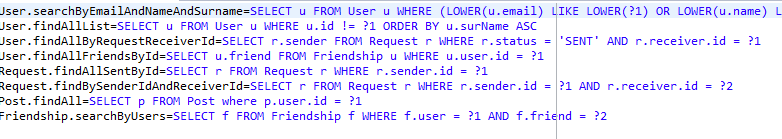 User.searchByEmailAndNameAndSurname=SELECT u FROM User u WHERE (LOWER(u.email) LIKE LOWER(?1) OR LOWER(u.name) L
User.findAllList=SELECT u FROM User u WHERE u.id != ?1 ORDER BY u.surName ASC
User.findAllByRequestReceiverId=SELECT r.sender FROM Request r WHERE r.status = 'SENT' AND r.receiver.id = ?1
User.findAllFriendsById=SELECT u.friend FROM Friendship u WHERE u.user.id = ?1
Request.findAllSentById=SELECT r FROM Request r WHERE r.sender.id = ?1
Request.findBySenderIdAndReceiverId=SELECT r FROM Request r WHERE r.sender.id = ?1 AND r.receiver.id = ?2
Post.findAll=SELECT p FROM Post where p.user.id = ?1
Friendship.searchByUsers=SELECT f FROM Friendship f WHERE f.user = ?1 AND f.friend = ?2